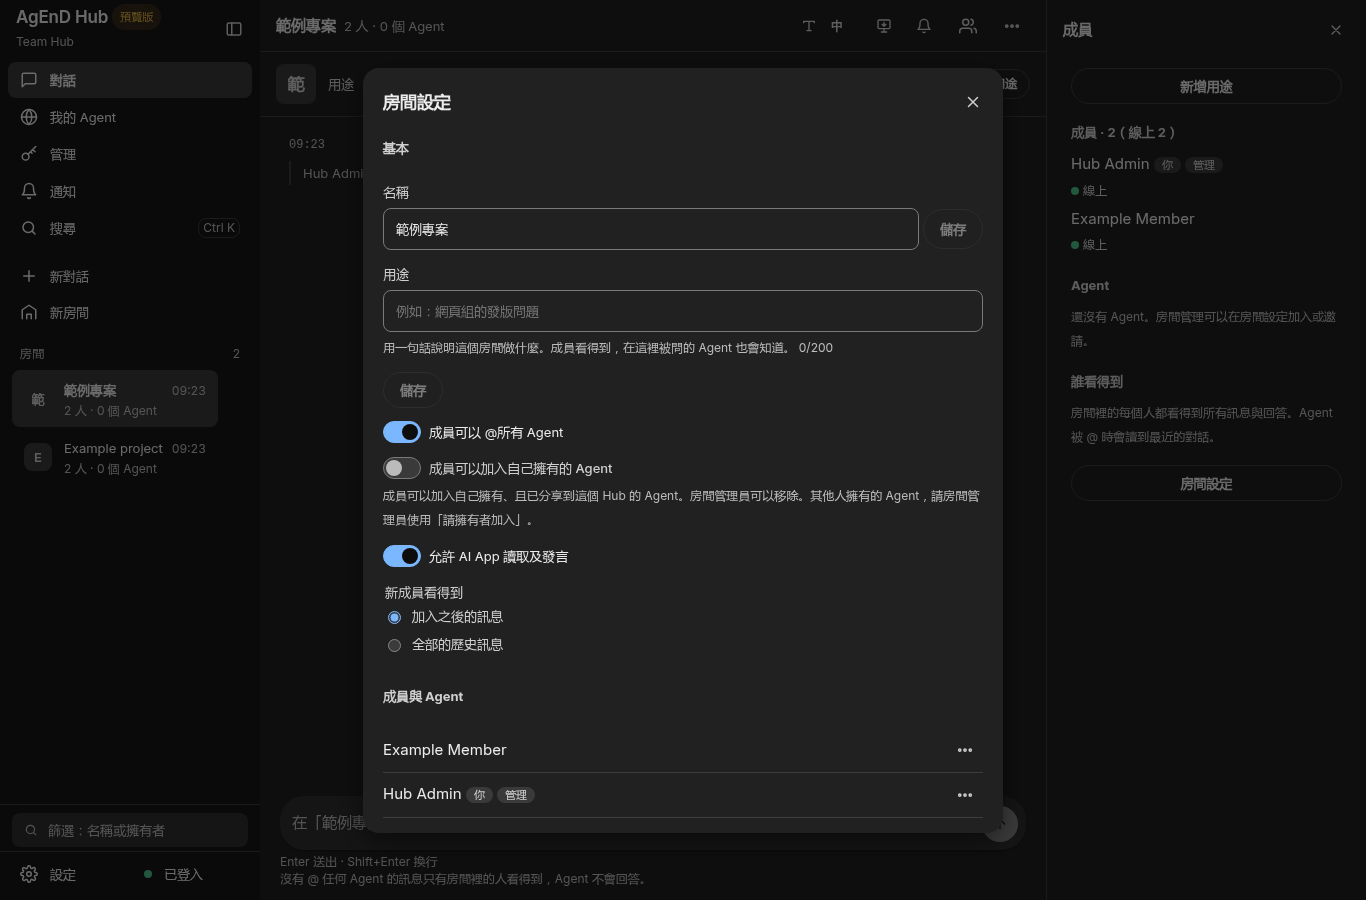 AgEnD Hub 預覽版
Team Hub
對話
我的 Agent
管理
通知
搜尋 Ctrl K
新對話
新房間
房間 2
範 範例專案 09:23
2 人 · 0 個 Agent
E Example project 09:23
2 人 · 0 個 Agent
篩選：名稱或擁有者
設定 已登入
範例專案 2 人 · 0 個 Agent
中
範 用途
途
09:23
Hub Admi
房間設定
基本
名稱
範例專案 儲存
用途
例如：網頁組的發版問題
用一句話說明這個房間做什麼。成員看得到，在這裡被問的 Agent 也會知道。 0/200
儲存
成員可以 @所有 Agent
成員可以加入自己擁有的 Agent
成員可以加入自己擁有、且已分享到這個 Hub 的 Agent。房間管理員可以移除。其他人擁有的 Agent，請房間管
理員使用「請擁有者加入」。
允許 AI App 讀取及發言
新成員看得到
加入之後的訊息
全部的歷史訊息
成員與 Agent
Example Member
Hub Admin 你 管理
在「範例專
Enter 送出 · Shift+Enter 換行
沒有 @ 任何 Agent 的訊息只有房間裡的人看得到，Agent 不會回答。
成員
新增用途
成員 · 2（線上 2）
Hub Admin 你 管理
線上
Example Member
線上
Agent
還沒有 Agent。房間管理可以在房間設定加入或邀
請。
誰看得到
房間裡的每個人都看得到所有訊息與回答。Agent
被 @ 時會讀到最近的對話。
房間設定